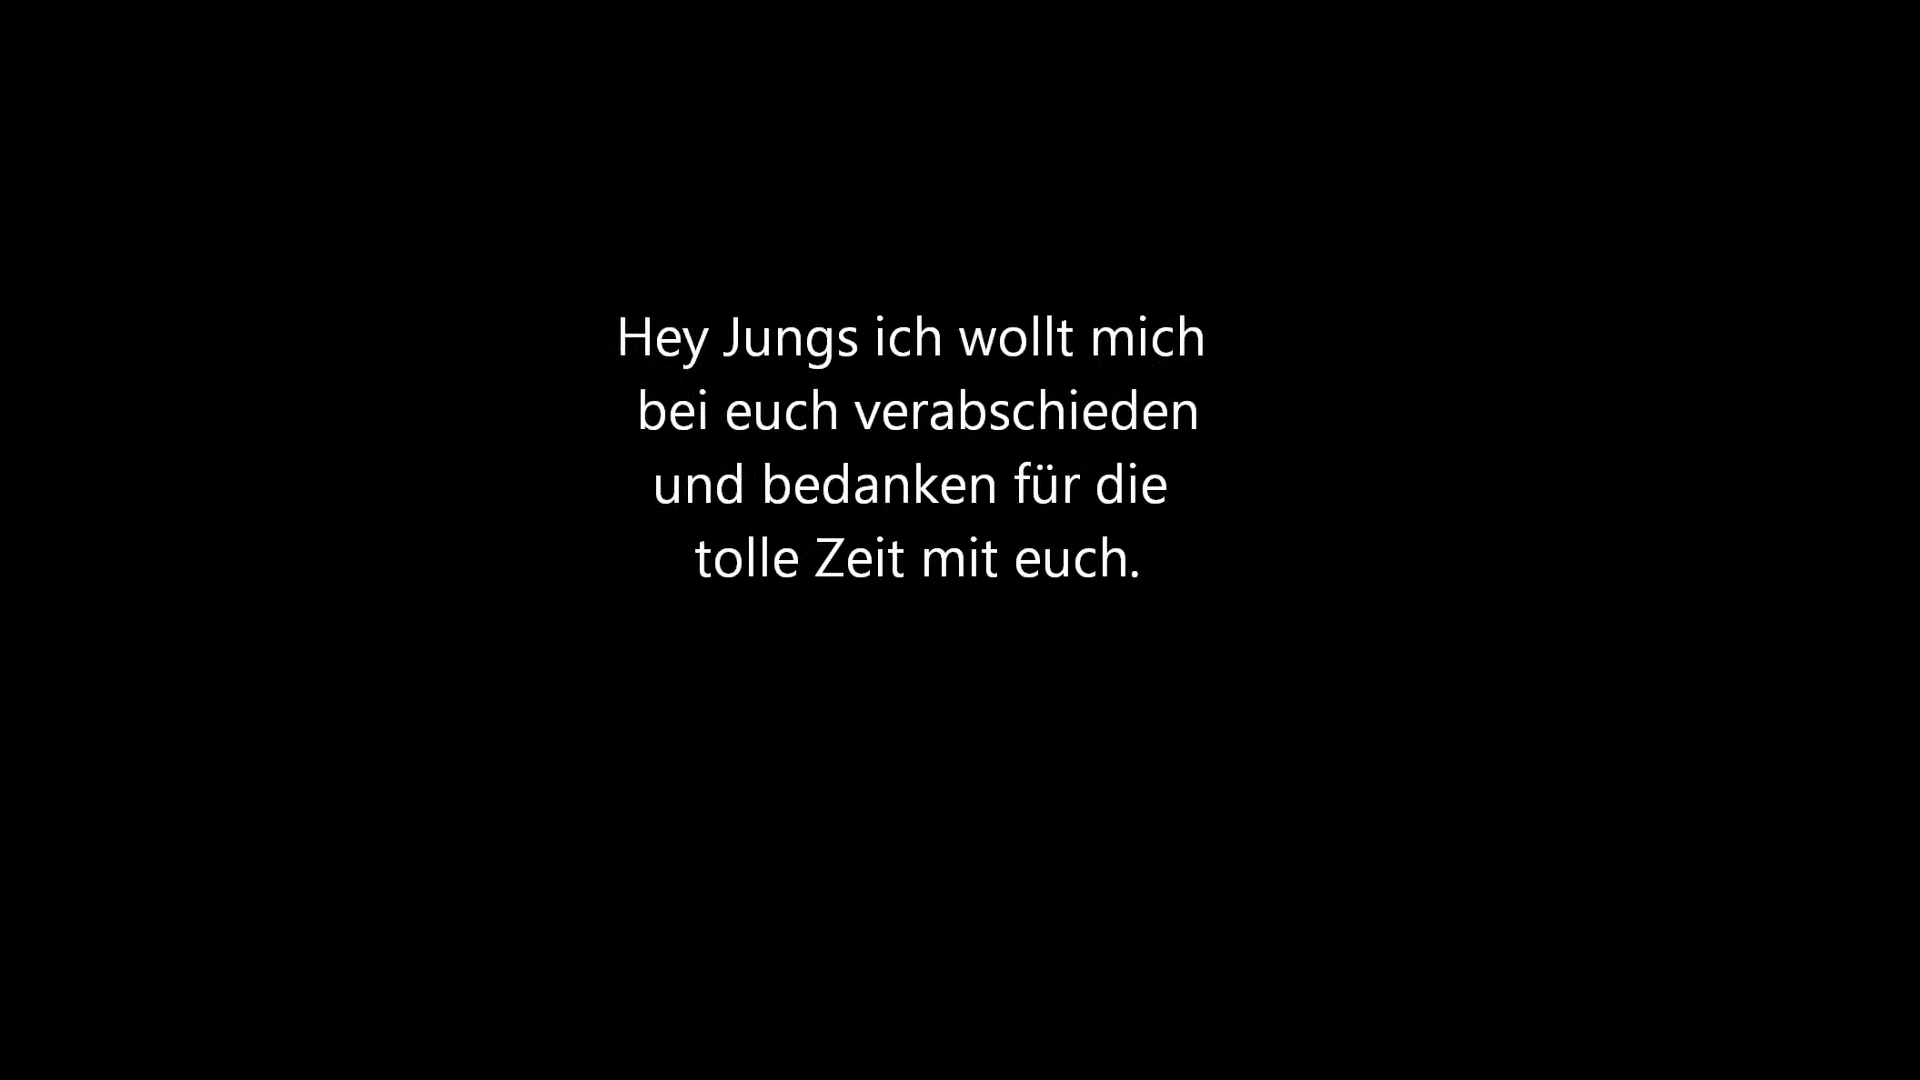 Hey Jungs ich wollt mich
bei euch verabschieden
und bedanken für die
tolle Zeit mit euch.